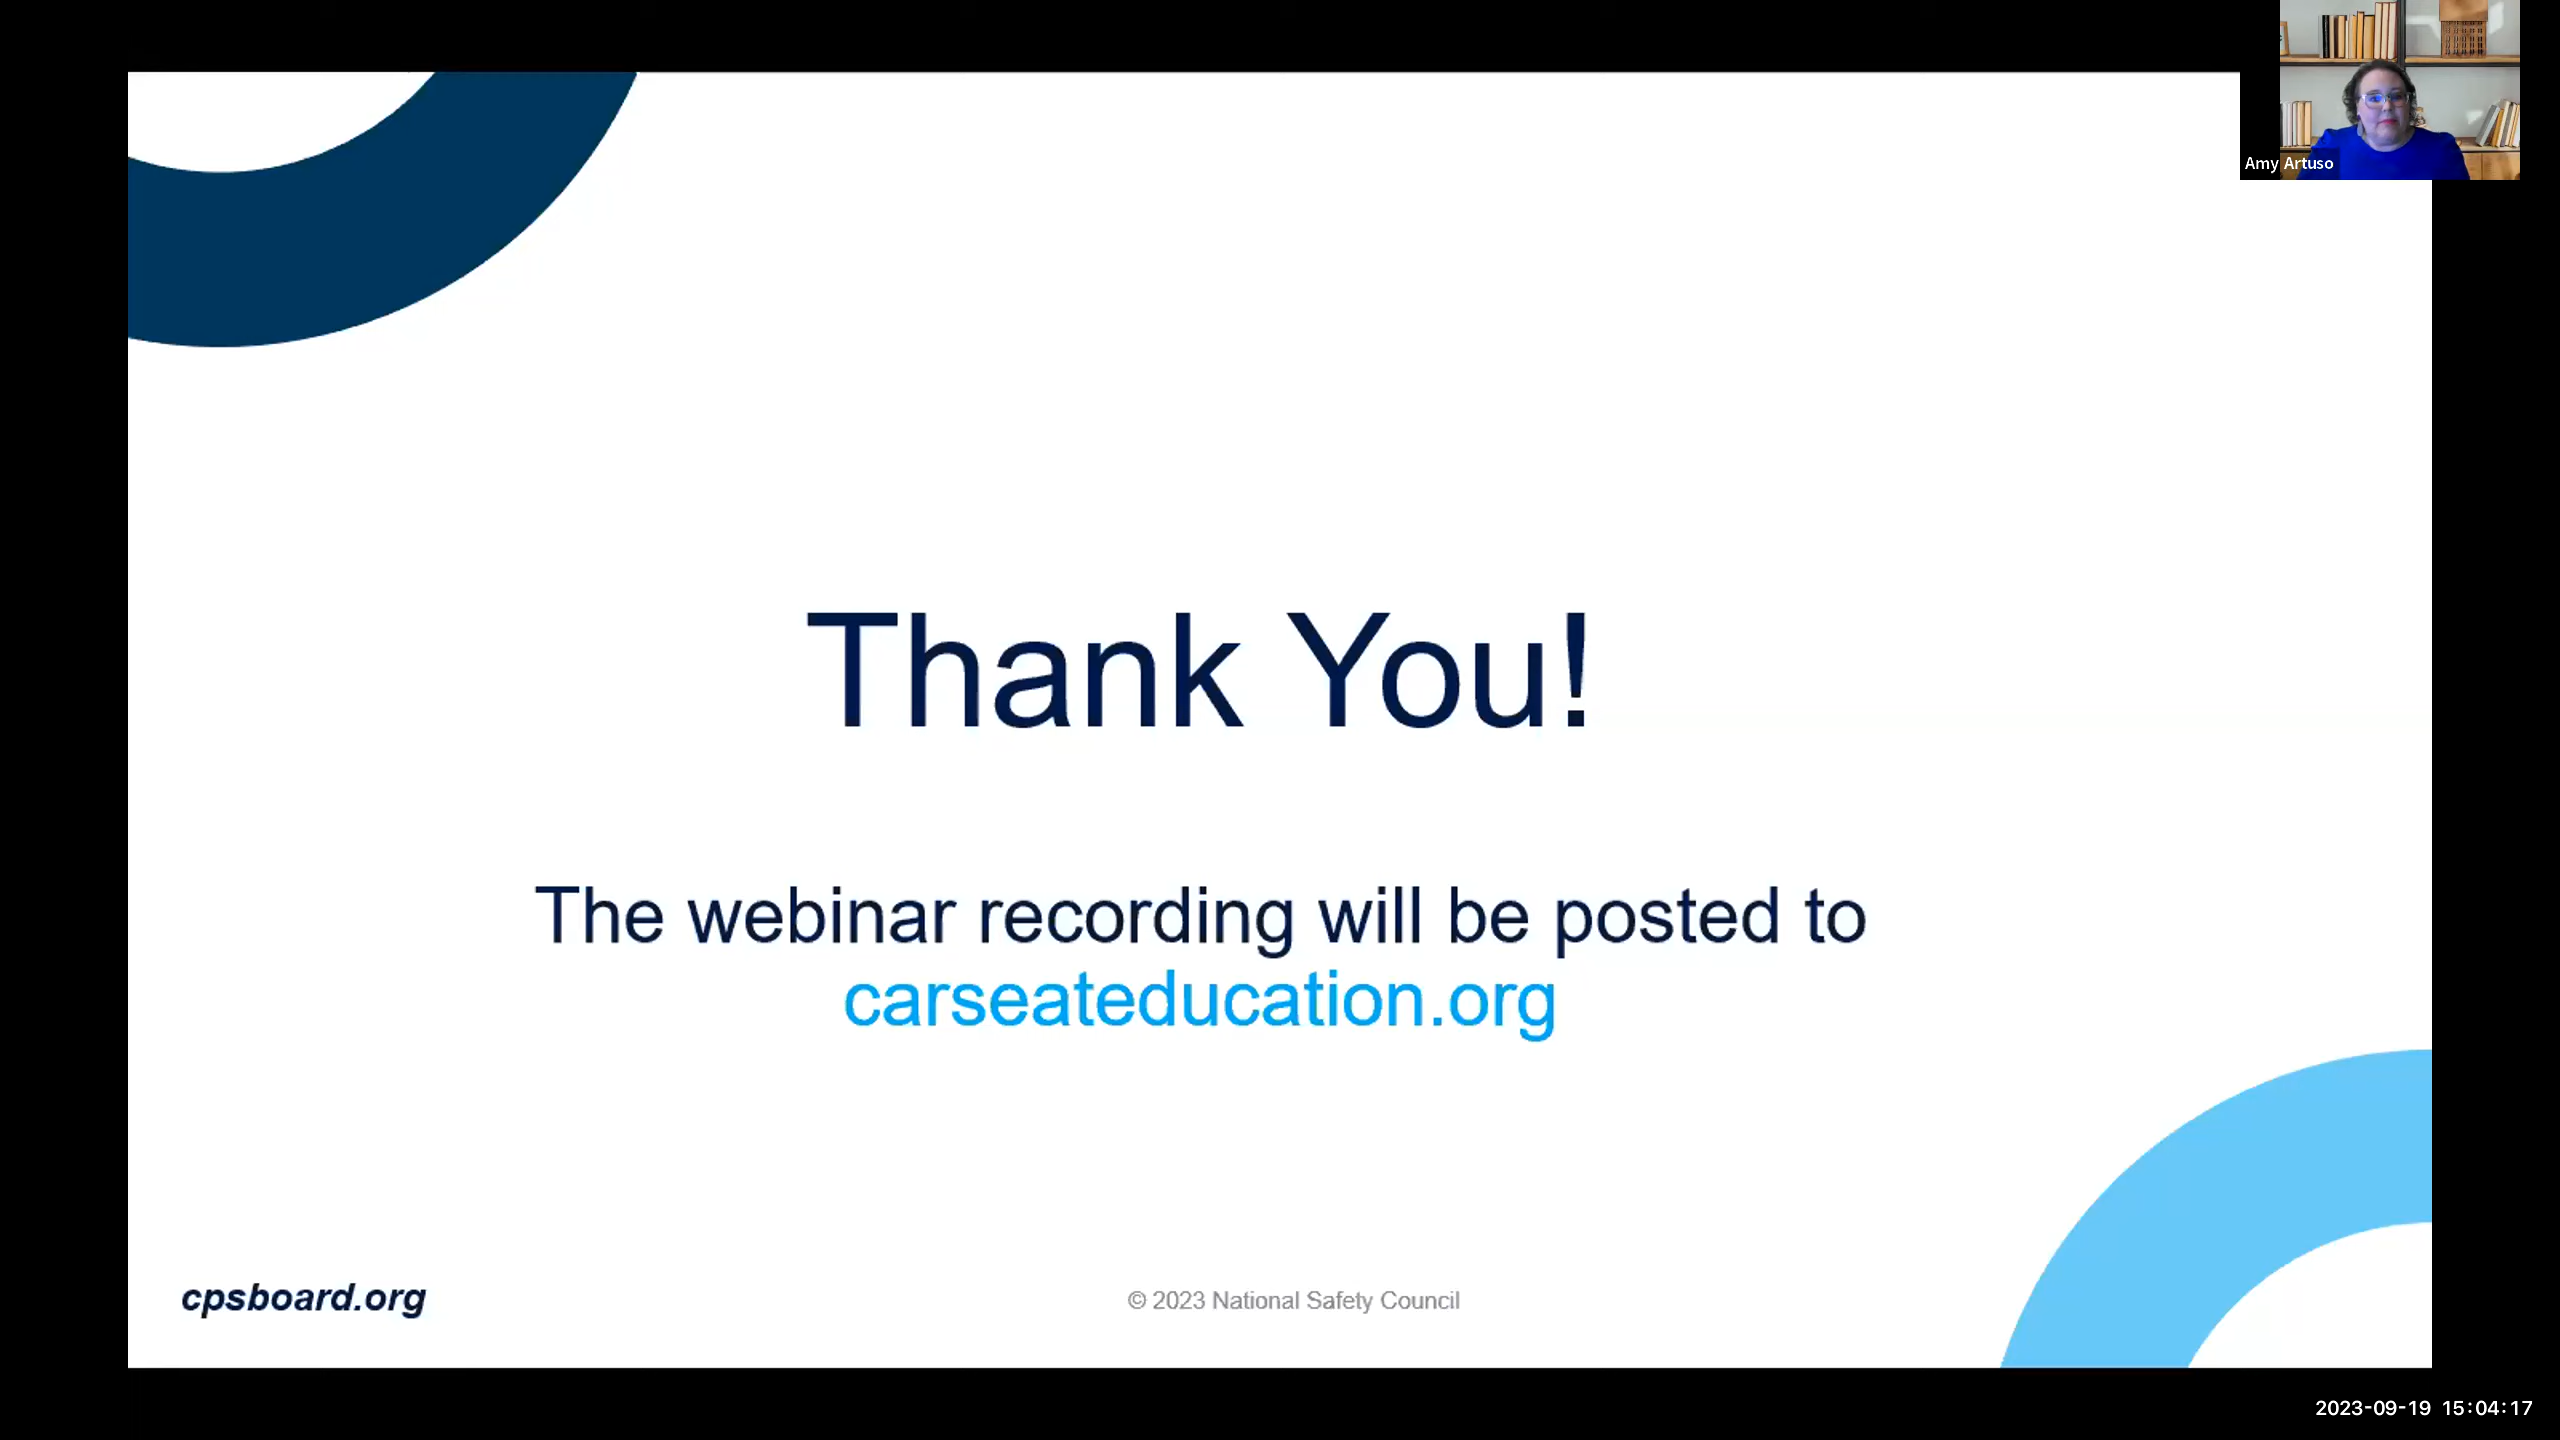 Amy Artuso
Thank You!
The webinar recording will be posted to
carseateducation.org
cpsboard.org
© 2023 National Safety Council
2023-09-19 15:04:17